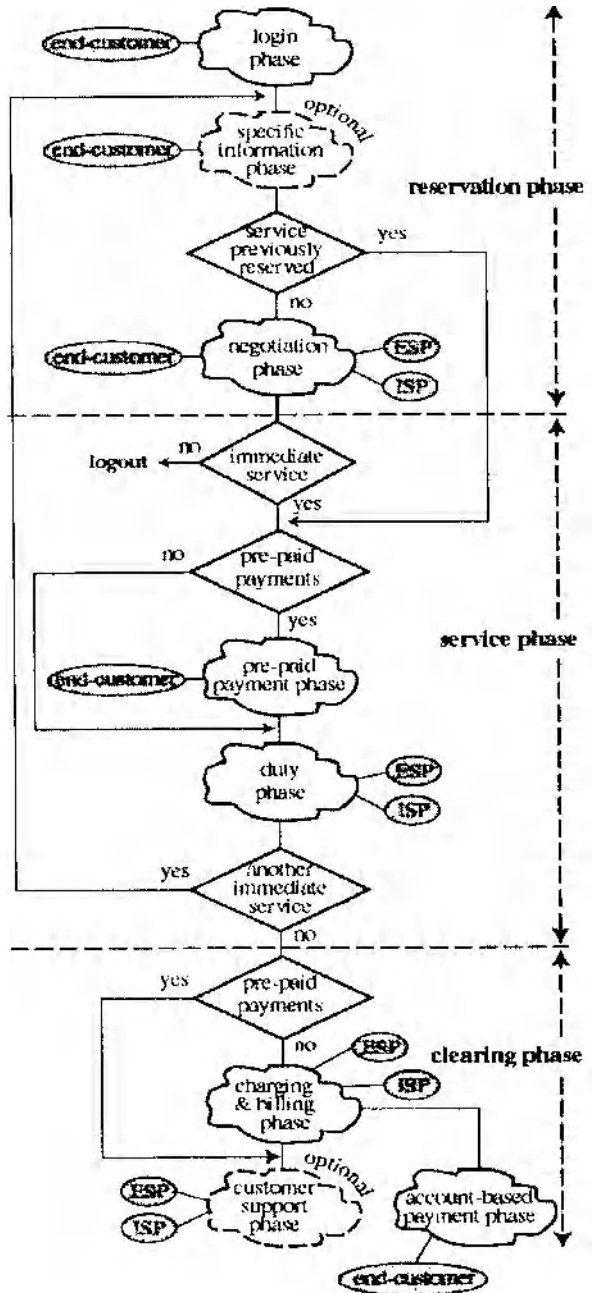 end-customer
login
phase
optional
end-customer
specific
information
phase
reservation phase
service
previously
reserved
yes
no
end-customer
negotiation
phase
ESP
ISP
logout
no
immediate
service
yes
no
pre-paid
payments
yes
service phase
end-customer
pre-paid
payment phase
duty
phase
ESP
ISP
yes
another
immediate
service
no
yes
pre-paid
payments
no
ESP
clearing phase
ISP
charging
& billing
phase
optional
ESP
ISP
customer
support
phase
account-based
payment phase
end-customer